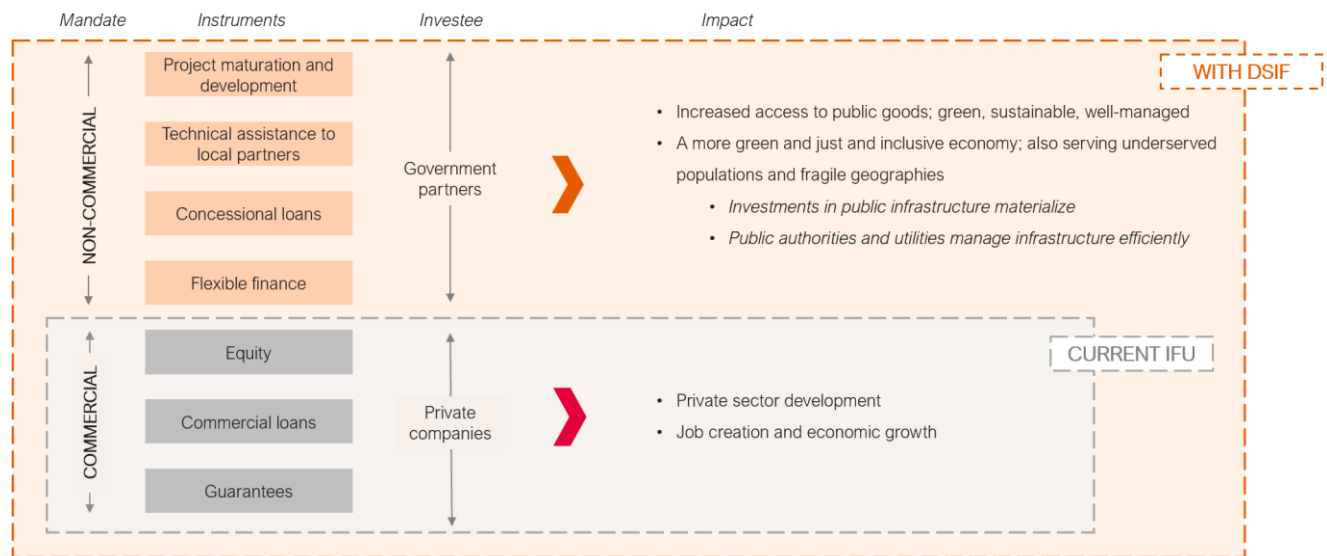 Mandate Instruments Investee Impact
WITH DSIF
NON-COMMERCIAL
Project maturation and
development
Technical assistance to
local partners
Concessional loans
Flexible finance
Government
partners
• Increased access to public goods; green, sustainable, well-managed
• A more green and just and inclusive economy; also serving underserved
populations and fragile geographies
• Investments in public infrastructure materialize
• Public authorities and utilities manage infrastructure efficiently
CURRENT IFU
COMMERCIAL
Equity
Commercial loans
Guarantees
Private
companies
• Private sector development
• Job creation and economic growth